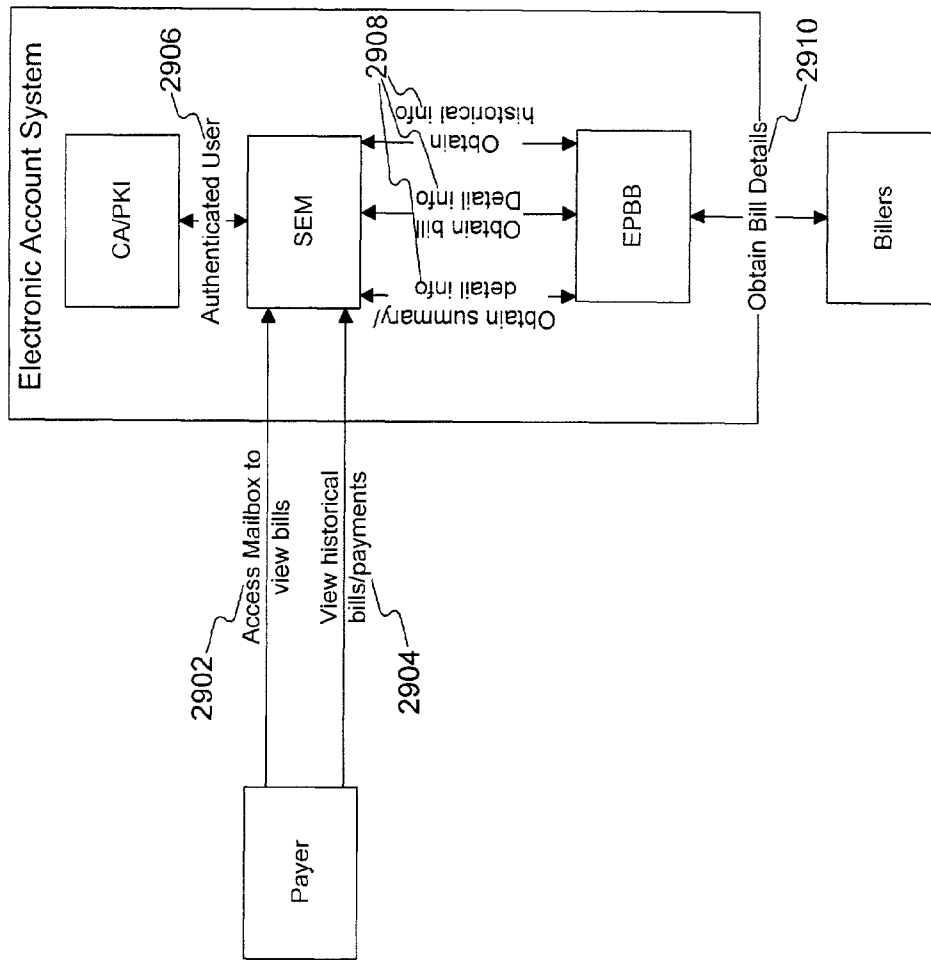 Electronic Account System
CA/PKI
2906
Authenticated User
SEM
2908
Obtain summary/
detail info
Obtain bill
Detail info
Obtain
historical info
EPBB
Obtain Bill Details
2910
Billers
2902
Access Mailbox to
view bills
View historical
bills/payments
2904
Payer